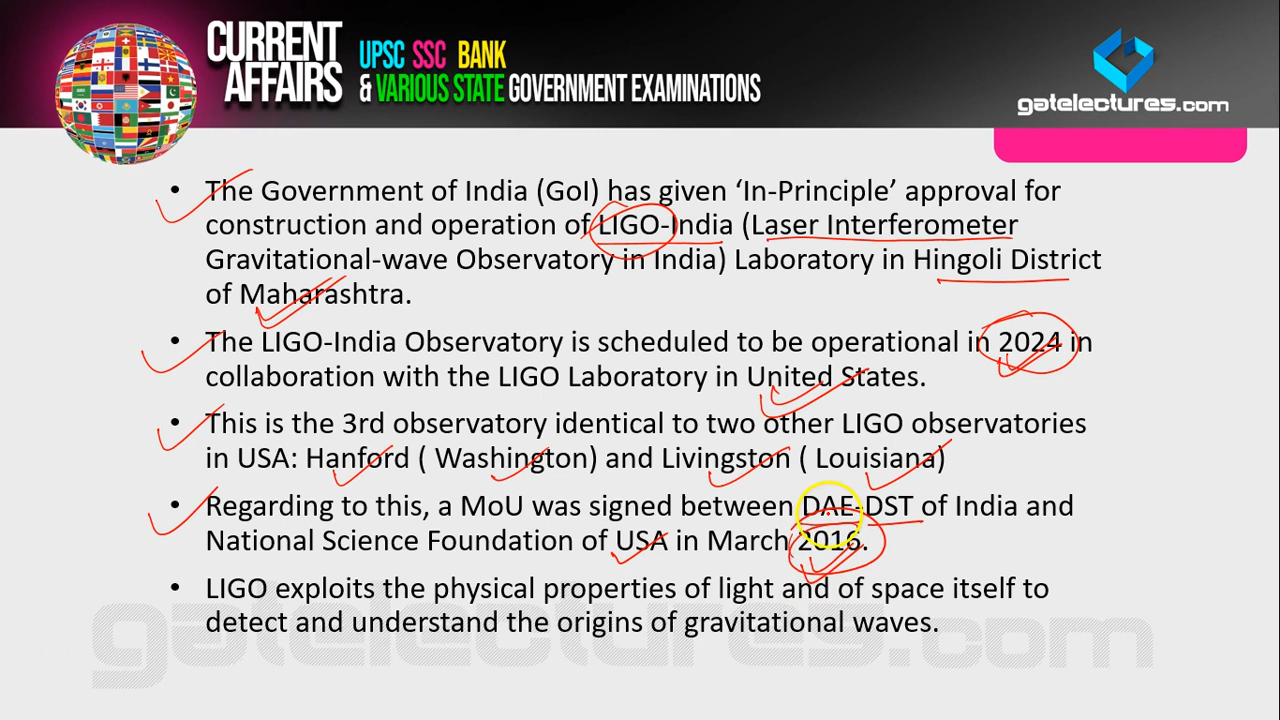 CURRENT
AFFAIRS
UPSC SSC BANK
& VARIOUS STATE GOVERNMENT EXAMINATIONS
gatelectures.com
• The Government of India (GoI) has given ‘In-Principle’ approval for
construction and operation of LIGO-India (Laser Interferometer
Gravitational-wave Observatory in India) Laboratory in Hingoli District
of Maharashtra.
• The LIGO-India Observatory is scheduled to be operational in 2024 in
collaboration with the LIGO Laboratory in United States.
• This is the 3rd observatory identical to two other LIGO observatories
in USA: Hanford ( Washington) and Livingston ( Louisiana)
• Regarding to this, a MoU was signed between DAE-DST of India and
National Science Foundation of USA in March 2016.
• LIGO exploits the physical properties of light and of space itself to
detect and understand the origins of gravitational waves.
gatelectures.com